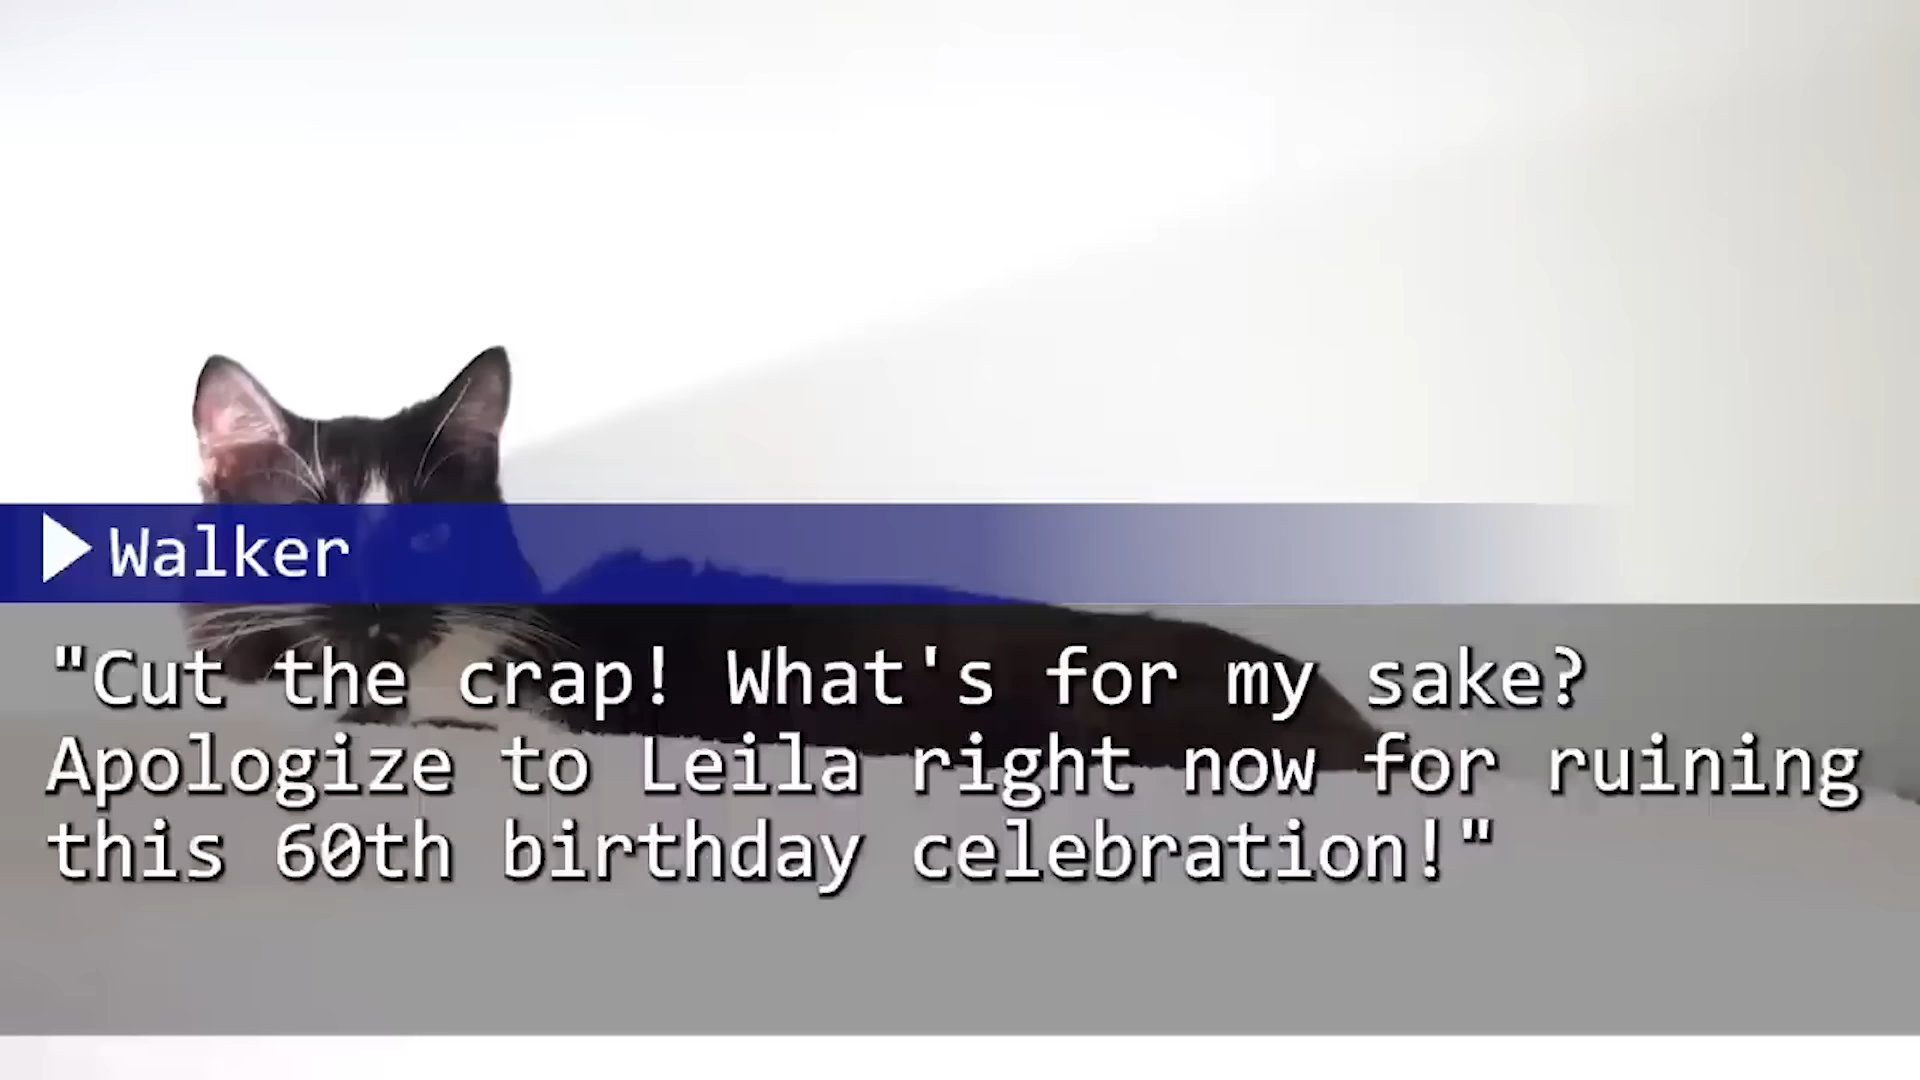 Walker
"Cut the crap! What's for my sake?
Apologize to Leila right now for ruining
this 60th birthday celebration!"